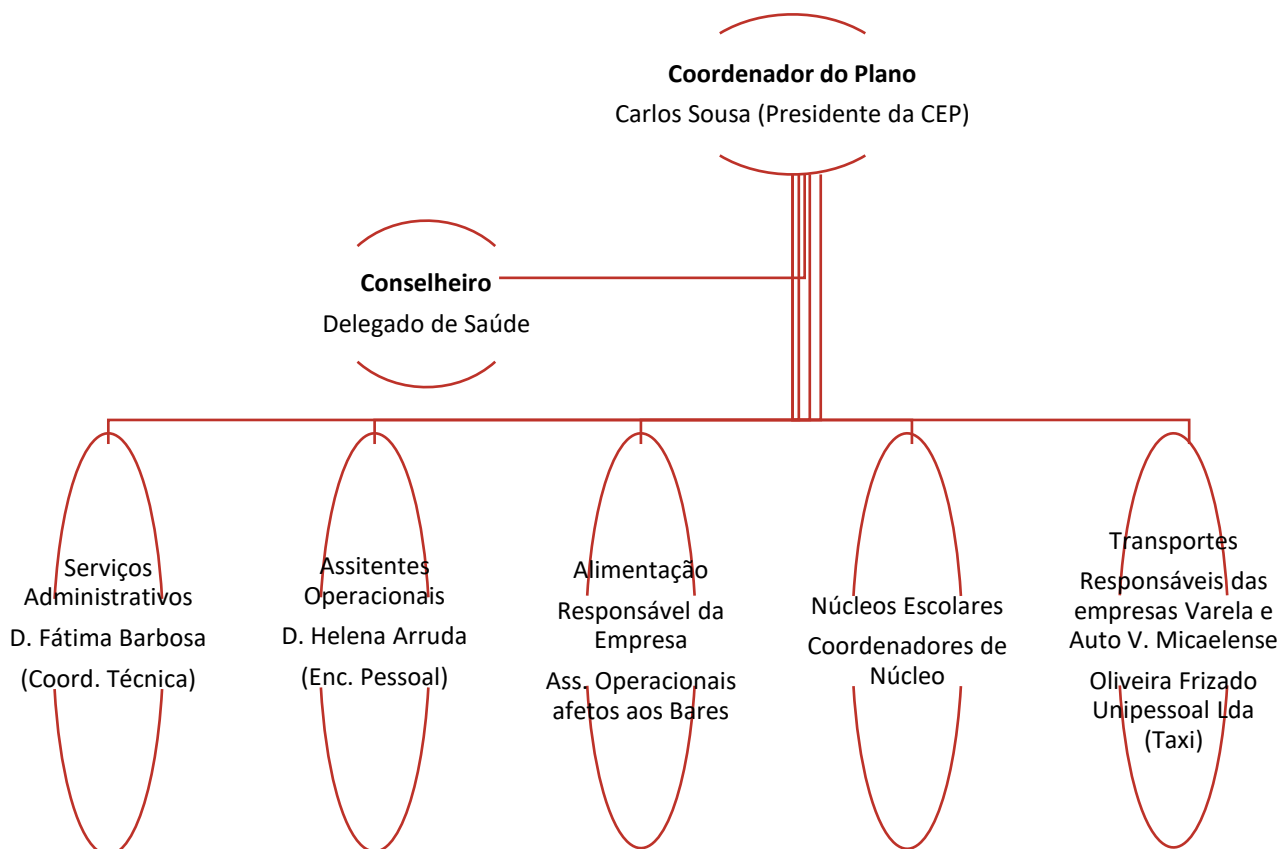 Coordenador do Plano
Carlos Sousa (Presidente da CEP)
Conselheiro
Delegado de Saúde
Serviços
Administrativos
D. Fátima Barbosa
(Coord. Técnica)
Assitentes
Operacionais
D. Helena Arruda
(Enc. Pessoal)
Alimentação
Responsável da
Empresa
Ass. Operacionais
afetos aos Bares
Núcleos Escolares
Coordenadores de
Núcleo
Transportes
Responsáveis das
empresas Varela e
Auto V. Micaelense
Oliveira Frizado
Unipessoal Lda
(Taxi)